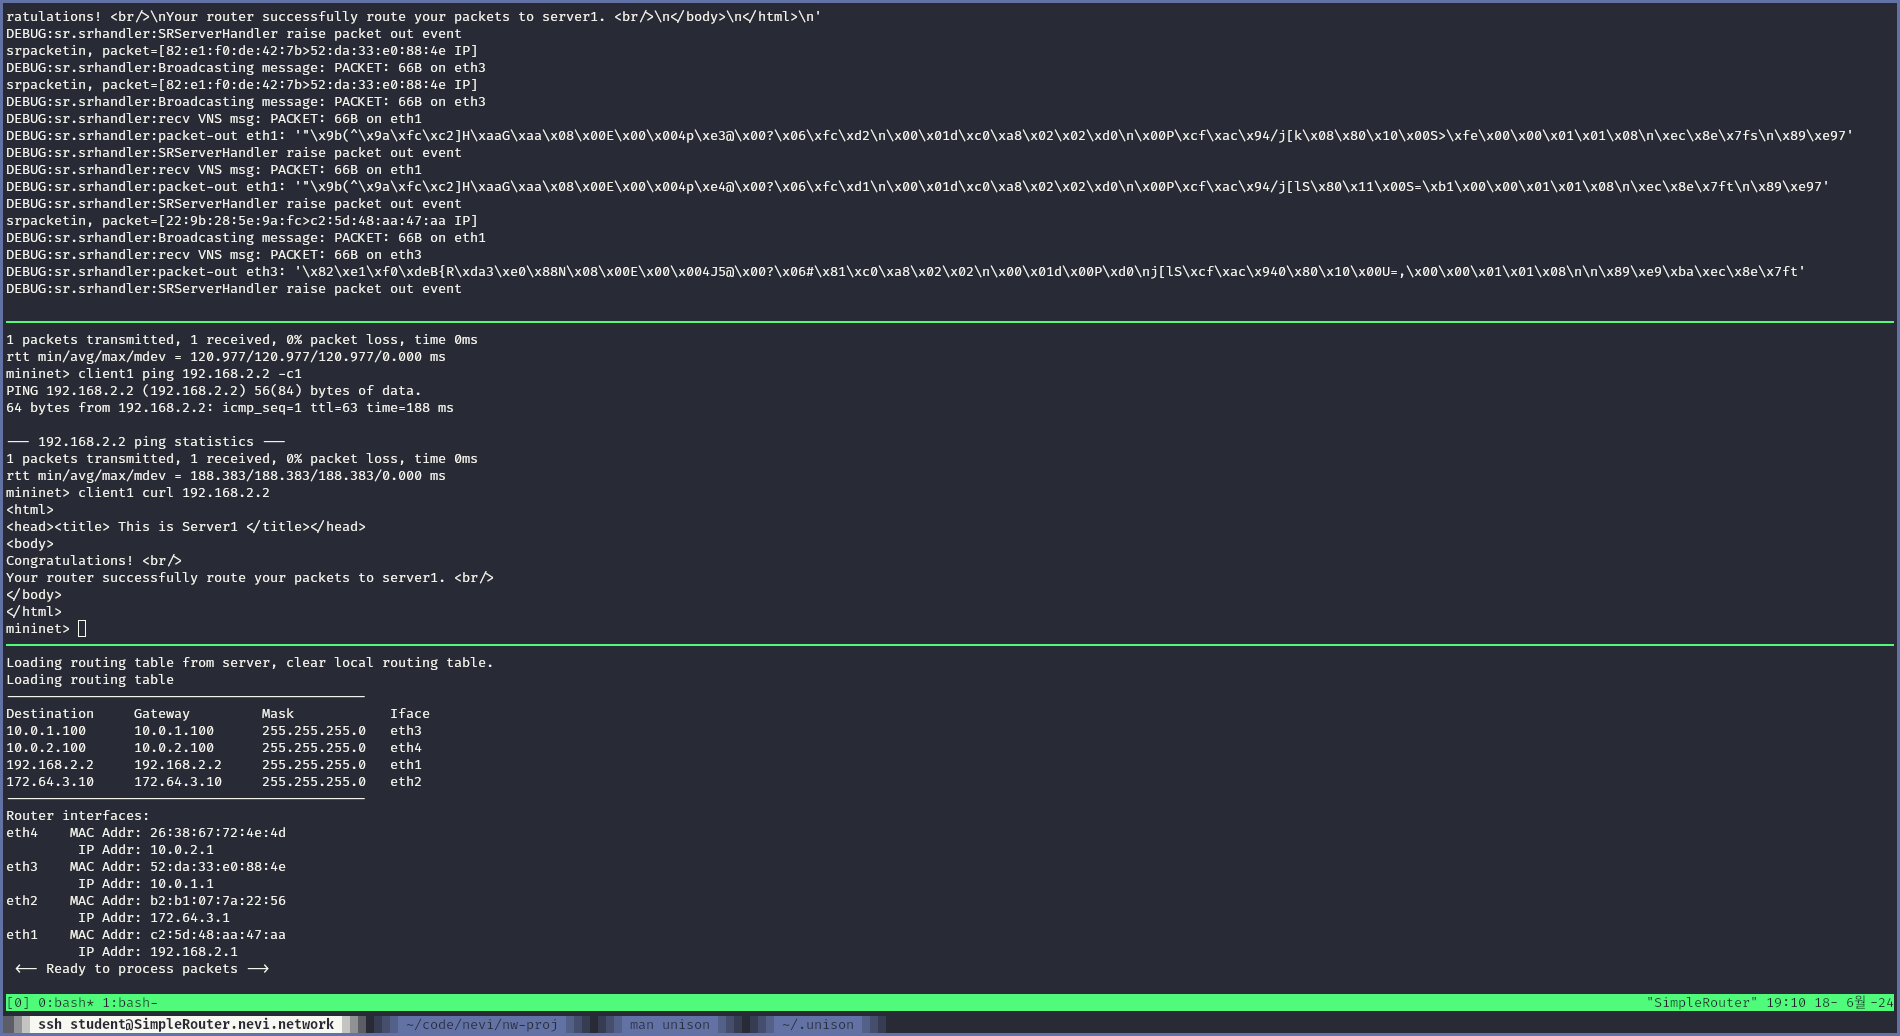 ratulations! <br/>\nYour router successfully route your packets to server1. <br/>\n</body>\n</html>\n'
DEBUG:sr.srhandler:SRServerHandler raise packet out event
srpacketin, packet=[82:e1:f0:de:42:7b>52:da:33:e0:88:4e IP]
DEBUG:sr.srhandler:Broadcasting message: PACKET: 66B on eth3
srpacketin, packet=[82:e1:f0:de:42:7b>52:da:33:e0:88:4e IP]
DEBUG:sr.srhandler:Broadcasting message: PACKET: 66B on eth3
DEBUG:sr.srhandler:recv VNS msg: PACKET: 66B on eth1
DEBUG:sr.srhandler:packet-out eth1: '"\x9b(^\x9a\xfc\xc2]H\xaaG\xaa\x08\x00E\x00\x004p\xe3@\x00?\x06\xfc\xd2\n\x00\x01d\xc0\xa8\x02\x02\xd0\n\x00P\xcf\xac\x94/j[k\x08\x80\x10\x00S>\xfe\x00\x00\x01\x01\x08\n\xec\x8e\x7fs\n\x89\xe97'
DEBUG:sr.srhandler:SRServerHandler raise packet out event
DEBUG:sr.srhandler:recv VNS msg: PACKET: 66B on eth1
DEBUG:sr.srhandler:packet-out eth1: '"\x9b(^\x9a\xfc\xc2]H\xaaG\xaa\x08\x00E\x00\x004p\xe4@\x00?\x06\xfc\xd1\n\x00\x01d\xc0\xa8\x02\x02\xd0\n\x00P\xcf\xac\x94/j[lS\x80\x11\x00S=\xb1\x00\x00\x01\x01\x08\n\xec\x8e\x7ft\n\x89\xe97'
DEBUG:sr.srhandler:SRServerHandler raise packet out event
srpacketin, packet=[22:9b:28:5e:9a:fc>c2:5d:48:aa:47:aa IP]
DEBUG:sr.srhandler:Broadcasting message: PACKET: 66B on eth1
DEBUG:sr.srhandler:recv VNS msg: PACKET: 66B on eth3
DEBUG:sr.srhandler:packet-out eth3: '\x82\xe1\xf0\xdeB{R\xda3\xe0\x88N\x08\x00E\x00\x004J5@\x00?\x06#\x81\xc0\xa8\x02\x02\n\x00\x01d\x00P\xd0\nj[lS\xcf\xac\x940\x80\x10\x00U=,\x00\x00\x01\x01\x08\n\n\x89\xe9\xba\xec\x8e\x7ft'
DEBUG:sr.srhandler:SRServerHandler raise packet out event
1 packets transmitted, 1 received, 0% packet loss, time 0ms
rtt min/avg/max/mdev = 120.977/120.977/120.977/0.000 ms
mininet> client1 ping 192.168.2.2 -c1
PING 192.168.2.2 (192.168.2.2) 56(84) bytes of data.
64 bytes from 192.168.2.2: icmp_seq=1 ttl=63 time=188 ms
--- 192.168.2.2 ping statistics ---
1 packets transmitted, 1 received, 0% packet loss, time 0ms
rtt min/avg/max/mdev = 188.383/188.383/188.383/0.000 ms
mininet> client1 curl 192.168.2.2
<html>
<head><title> This is Server1 </title></head>
<body>
Congratulations! <br/>
Your router successfully route your packets to server1. <br/>
</body>
</html>
mininet>
Loading routing table from server, clear local routing table.
Loading routing table
---------------------------------------------
Destination     Gateway         Mask            Iface
10.0.1.100      10.0.1.100      255.255.255.0   eth3
10.0.2.100      10.0.2.100      255.255.255.0   eth4
192.168.2.2     192.168.2.2     255.255.255.0   eth1
172.64.3.10     172.64.3.10     255.255.255.0   eth2
---------------------------------------------
Router interfaces:
eth4    MAC Addr: 26:38:67:72:4e:4d
IP Addr: 10.0.2.1
eth3    MAC Addr: 52:da:33:e0:88:4e
IP Addr: 10.0.1.1
eth2    MAC Addr: b2:b1:07:7a:22:56
IP Addr: 172.64.3.1
eth1    MAC Addr: c2:5d:48:aa:47:aa
IP Addr: 192.168.2.1
<-- Ready to process packets -->
[0] 0:bash* 1:bash- "SimpleRouter" 19:10 18- 6월 -24
ssh student@SimpleRouter.nevi.network ~/code/nevi/nw-proj man unison ~/.unison